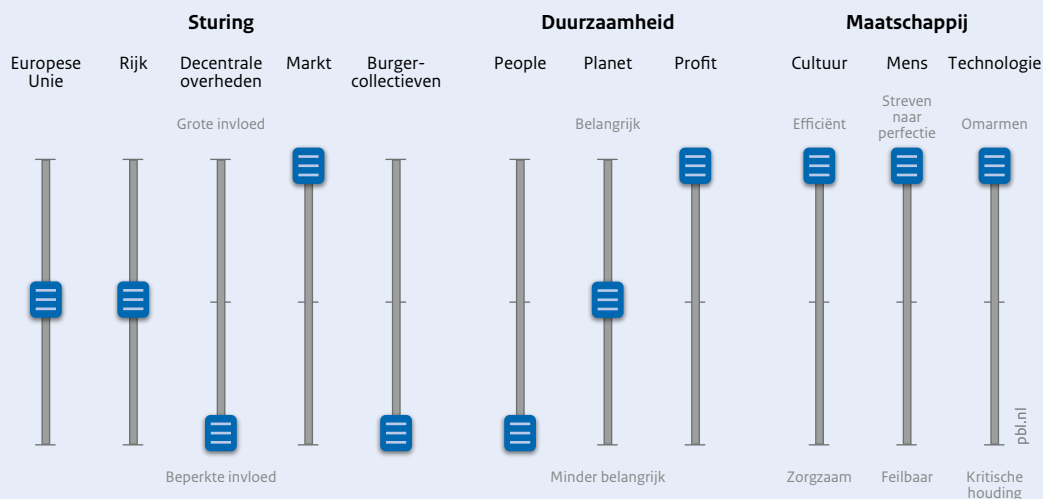 Sturing
Duurzaamheid
Maatschappij
Europese
Unie
Rijk
Decentrale
overheden
Markt
Burger-
collectieven
People
Planet
Profit
Cultuur
Mens
Technologie
Grote invloed
Belangrijk
Efficiënt
Streven
naar
perfectie
Omarmen
Beperkte invloed
Minder belangrijk
Zorgzaam
Feilbaar
Kritische
houding
pbl.nl